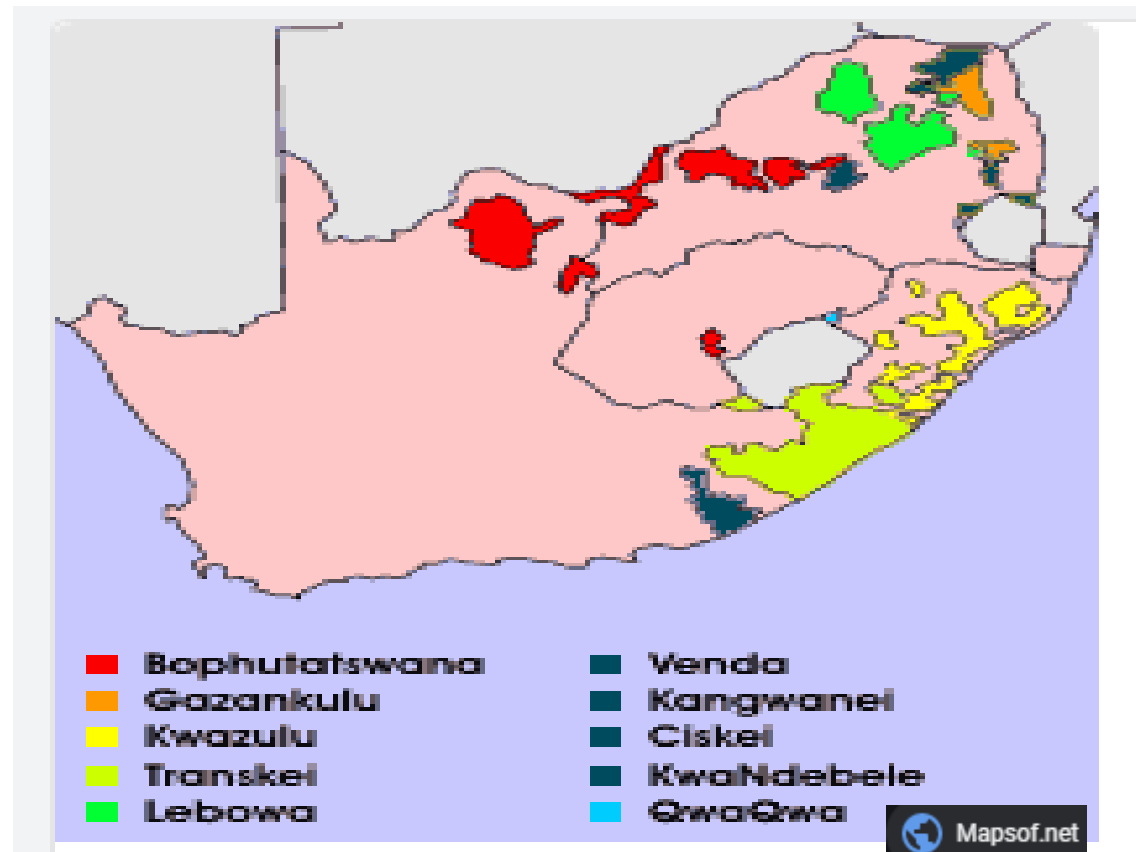 Bophutatswana
Gazankulu
Kwazulu
Transkei
Lebowa
Venda
Kangwanei
Ciskei
KwaNdebele
QwaQwa
Mapsof.net